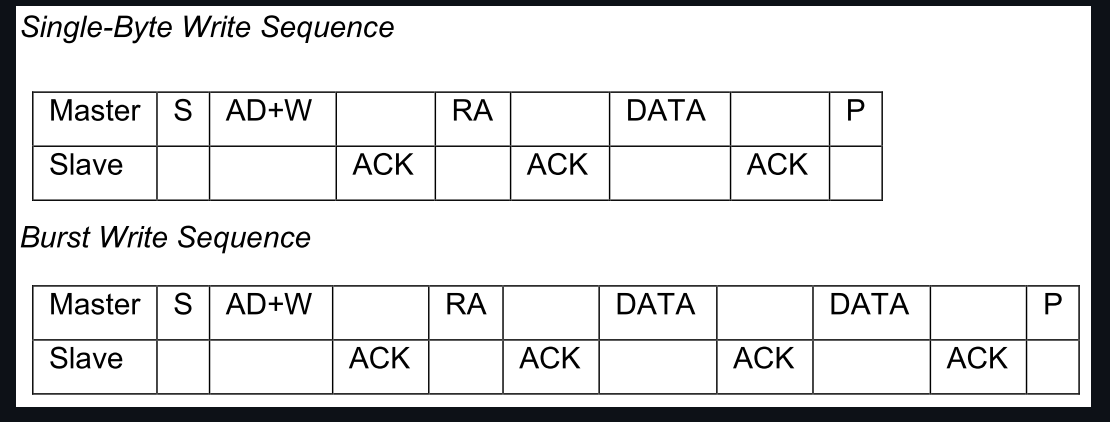 Single-Byte Write Sequence
Master S AD+W RA DATA P
Slave ACK ACK ACK
Burst Write Sequence
Master S AD+W RA DATA DATA P
Slave ACK ACK ACK ACK